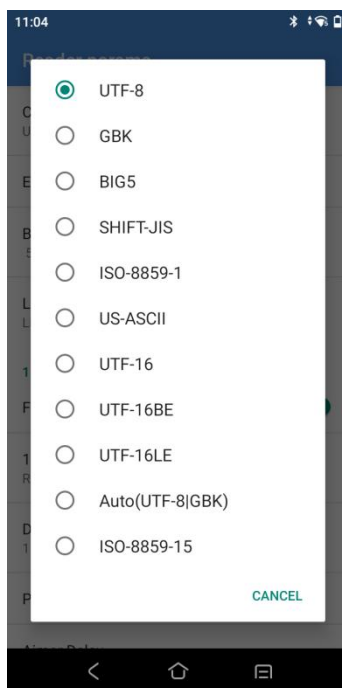 11:04
UTF-8
GBK
BIG5
SHIFT-JIS
ISO-8859-1
US-ASCII
UTF-16
UTF-16BE
UTF-16LE
Auto(UTF-8|GBK)
ISO-8859-15
CANCEL